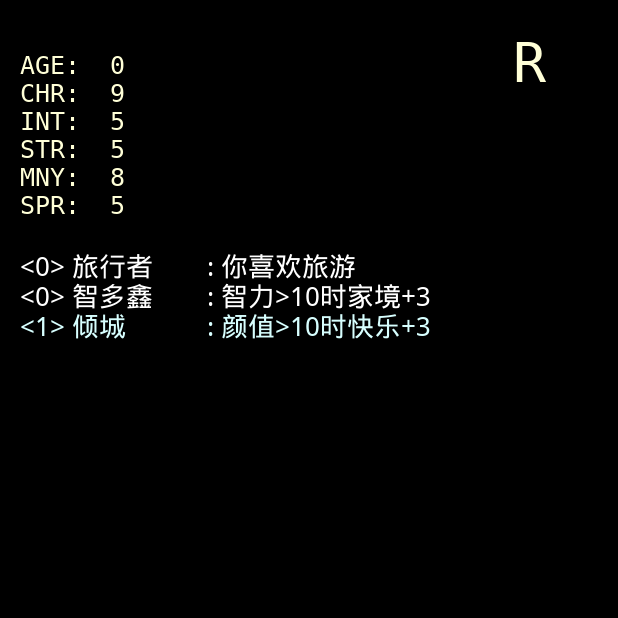 R
AGE: 0
CHR: 9
INT: 5
STR: 5
MNY: 8
SPR: 5
<0> 旅行者 : 你喜欢旅游
<0> 智多鑫 : 智力>10时家境+3
<1> 倾城 : 颜值>10时快乐+3